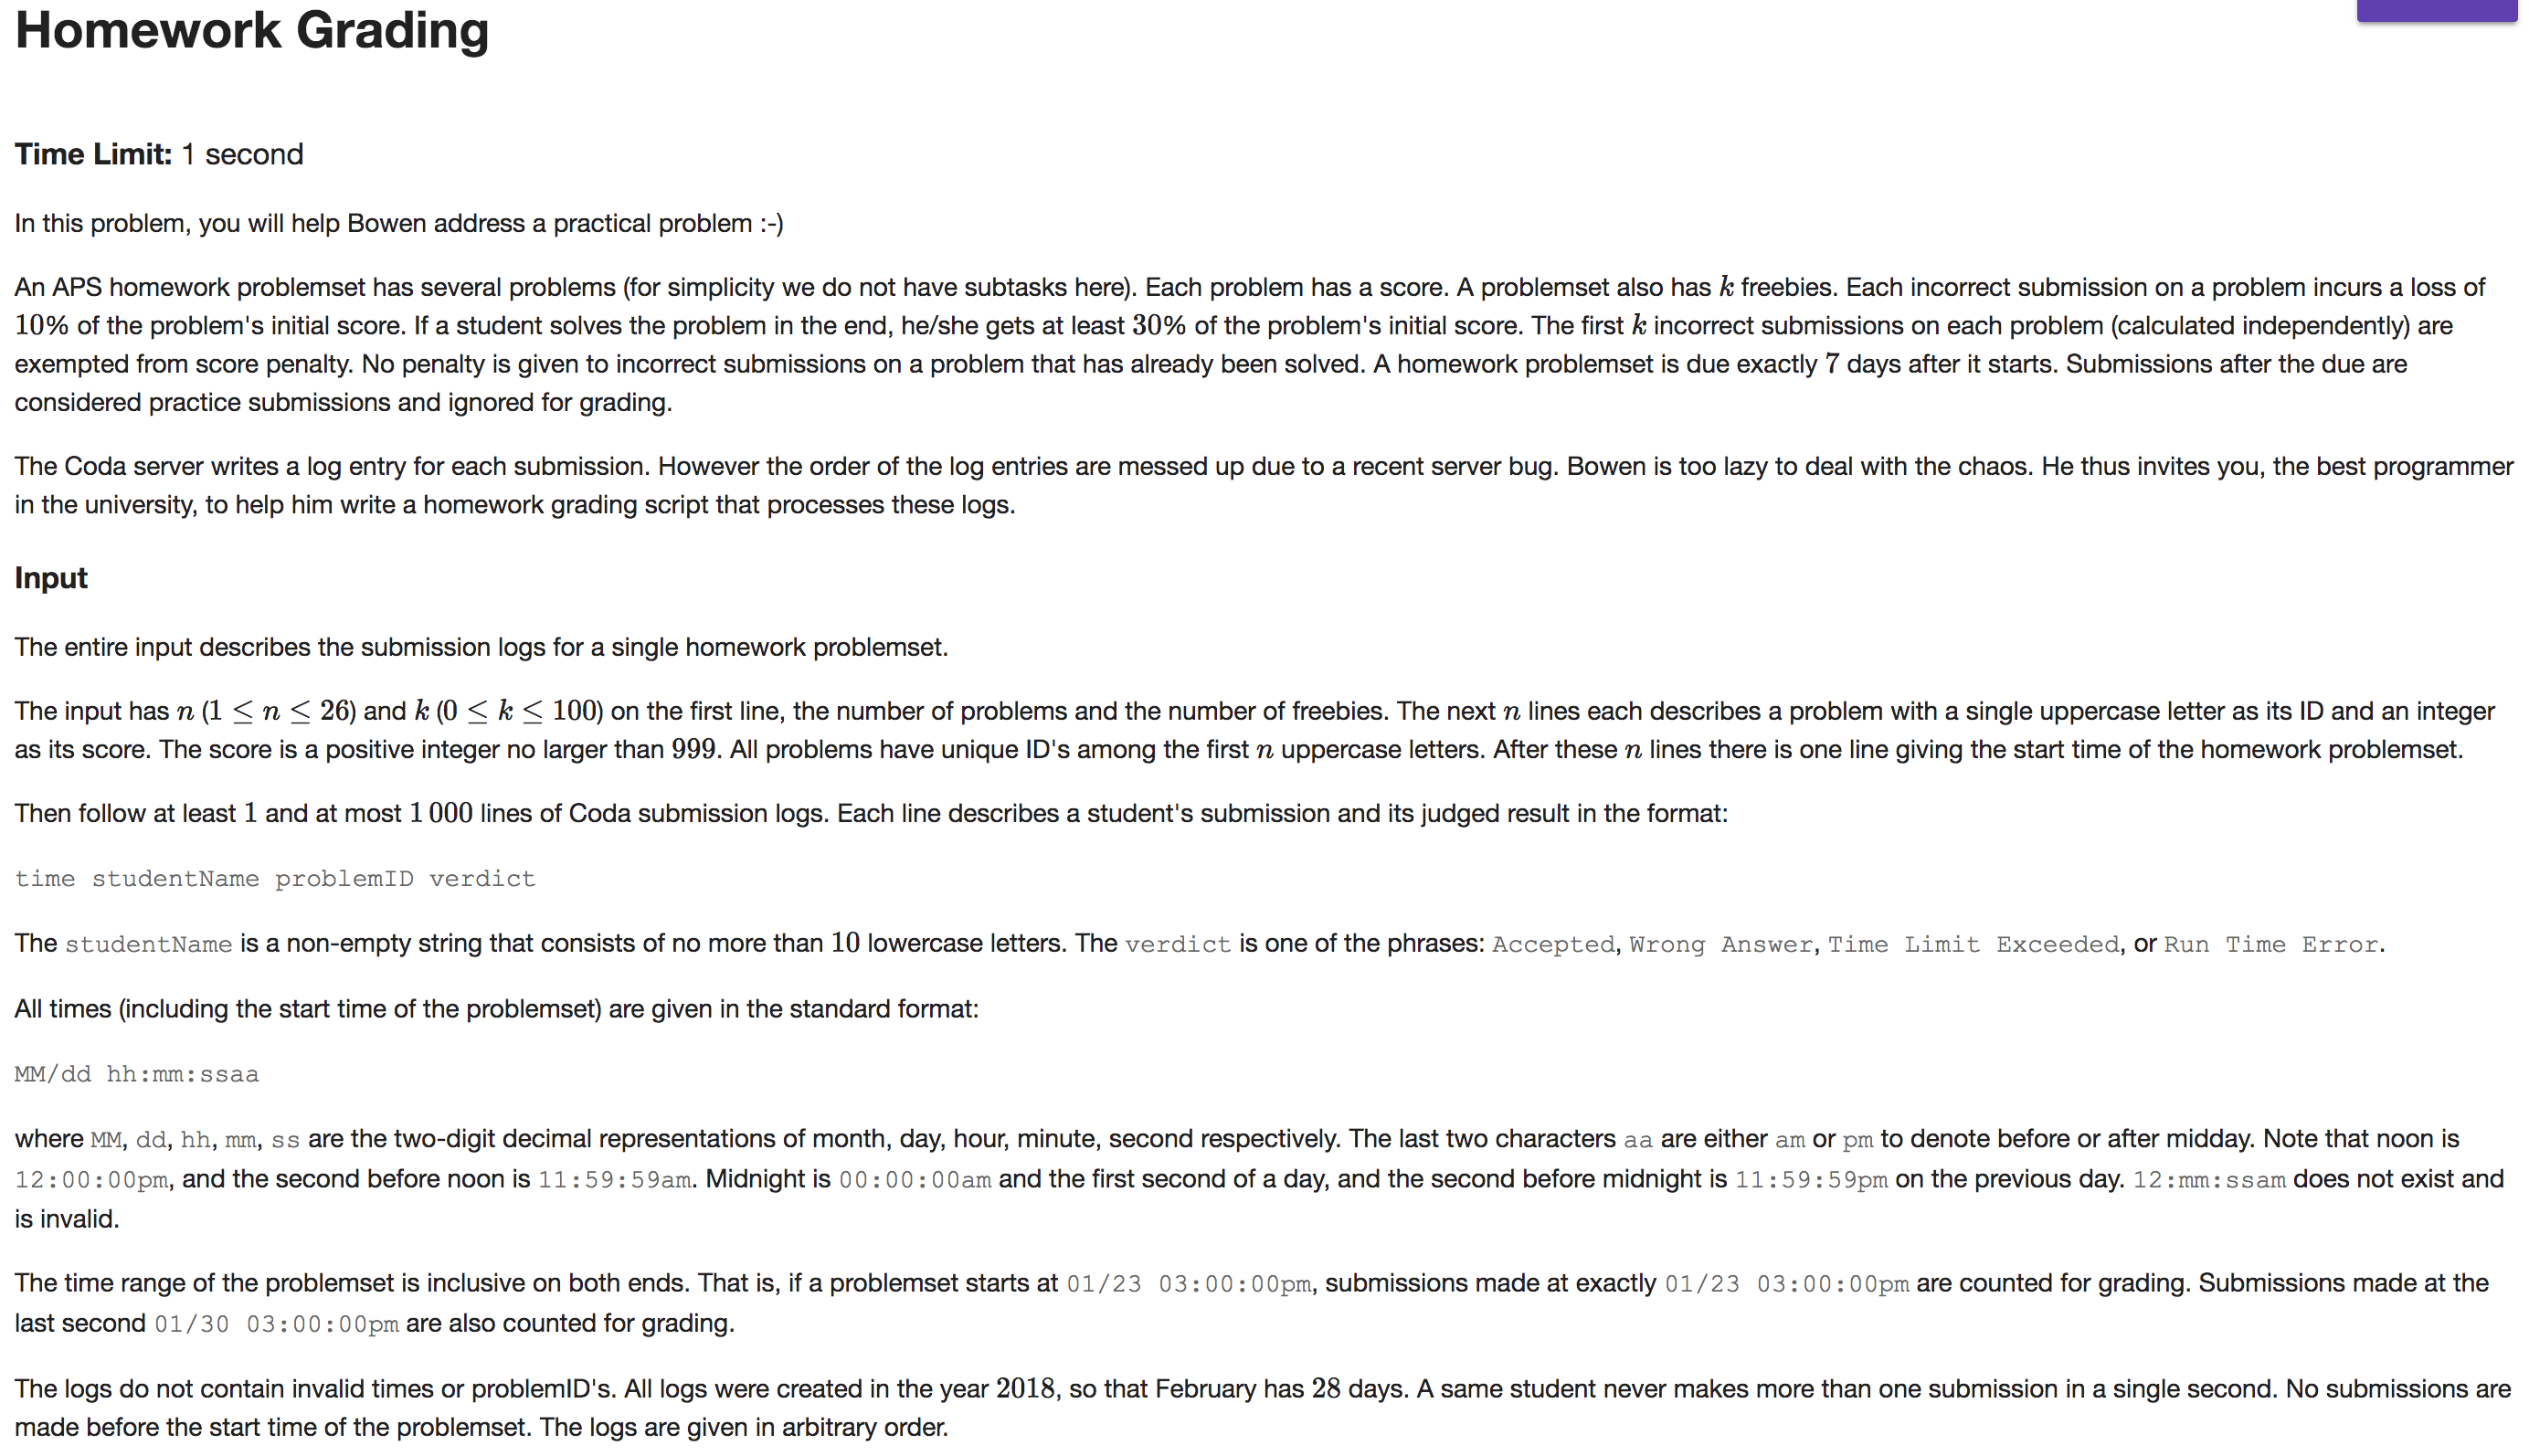 Homework Grading
Time Limit: 1 second
In this problem, you will help Bowen address a practical problem :-)
An APS homework problemset has several problems (for simplicity we do not have subtasks here). Each problem has a score. A problemset also has k freebies. Each incorrect submission on a problem incurs a loss of
10% of the problem's initial score. If a student solves the problem in the end, he/she gets at least 30% of the problem's initial score. The first k incorrect submissions on each problem (calculated independently) are
exempted from score penalty. No penalty is given to incorrect submissions on a problem that has already been solved. A homework problemset is due exactly 7 days after it starts. Submissions after the due are
considered practice submissions and ignored for grading.
The Coda server writes a log entry for each submission. However the order of the log entries are messed up due to a recent server bug. Bowen is too lazy to deal with the chaos. He thus invites you, the best programmer
in the university, to help him write a homework grading script that processes these logs.
Input
The entire input describes the submission logs for a single homework problemset.
The input has n (1 ≤ n ≤ 26) and k (0 ≤ k ≤ 100) on the first line, the number of problems and the number of freebies. The next n lines each describes a problem with a single uppercase letter as its ID and an integer
as its score. The score is a positive integer no larger than 999. All problems have unique ID's among the first n uppercase letters. After these n lines there is one line giving the start time of the homework problemset.
Then follow at least 1 and at most 1 000 lines of Coda submission logs. Each line describes a student's submission and its judged result in the format:
time studentName problemID verdict
The studentName is a non-empty string that consists of no more than 10 lowercase letters. The verdict is one of the phrases: Accepted, Wrong Answer, Time Limit Exceeded, or Run Time Error.
All times (including the start time of the problemset) are given in the standard format:
MM/dd hh:mm:ssaa
where MM, dd, hh, mm, ss are the two-digit decimal representations of month, day, hour, minute, second respectively. The last two characters aa are either am or pm to denote before or after midday. Note that noon is
12:00:00pm, and the second before noon is 11:59:59am. Midnight is 00:00:00am and the first second of a day, and the second before midnight is 11:59:59pm on the previous day. 12:mm:ssam does not exist and
is invalid.
The time range of the problemset is inclusive on both ends. That is, if a problemset starts at 01/23 03:00:00pm, submissions made at exactly 01/23 03:00:00pm are counted for grading. Submissions made at the
last second 01/30 03:00:00pm are also counted for grading.
The logs do not contain invalid times or problemID's. All logs were created in the year 2018, so that February has 28 days. A same student never makes more than one submission in a single second. No submissions are
made before the start time of the problemset. The logs are given in arbitrary order.